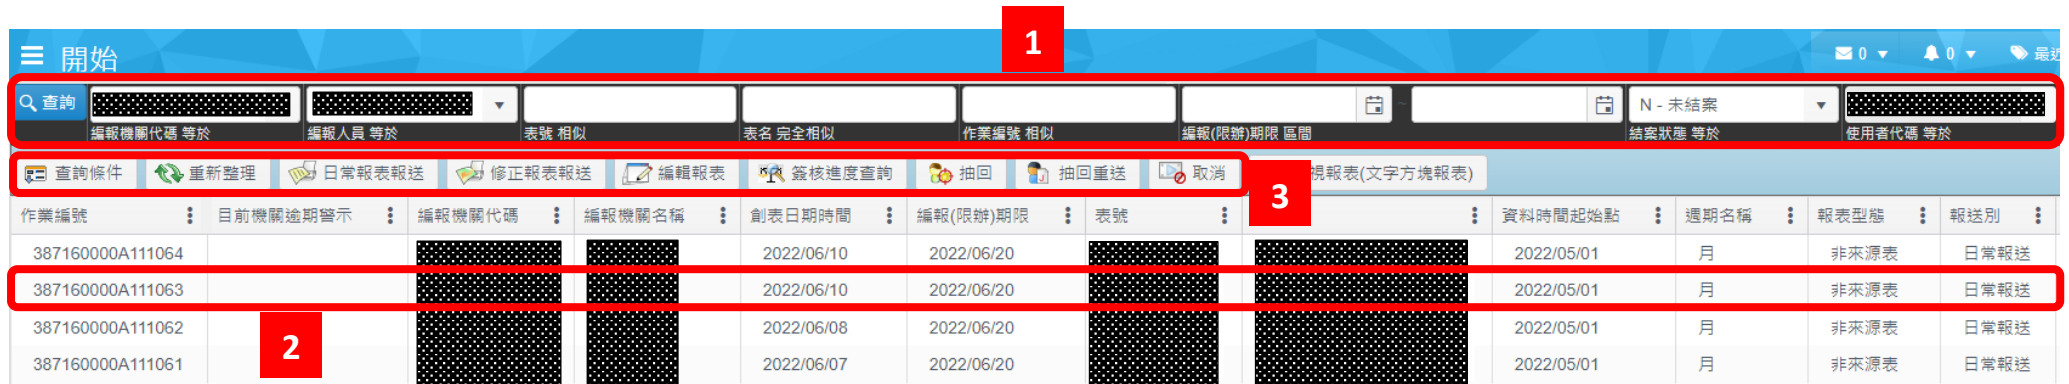 1
開始 0 0 最近
查詢 N - 未結案
編報機關代碼 等於 編報人員 等於 表號 相似 表名 完全相似 作業編號 相似 編報(限辦)期限 區間 結案狀態 等於 使用者代碼 等於
查詢條件 重新整理 日常報表報送 修正報表報送 編輯報表 簽核進度查詢 抽回 抽回重送 取消 3 視報表(文字方塊報表)
作業編號 目前機關逾期警示 編報機關代碼 編報機關名稱 創表日期時間 編報(限辦)期限 表號 資料時間起始點 週期名稱 報表型態 報送別
387160000A111064 2022/06/10 2022/06/20 2022/05/01 月 非來源表 日常報送
387160000A111063 2022/06/10 2022/06/20 2022/05/01 月 非來源表 日常報送
387160000A111062 2022/06/08 2022/06/20 2022/05/01 月 非來源表 日常報送
2
387160000A111061 2022/06/07 2022/06/20 2022/05/01 月 非來源表 日常報送